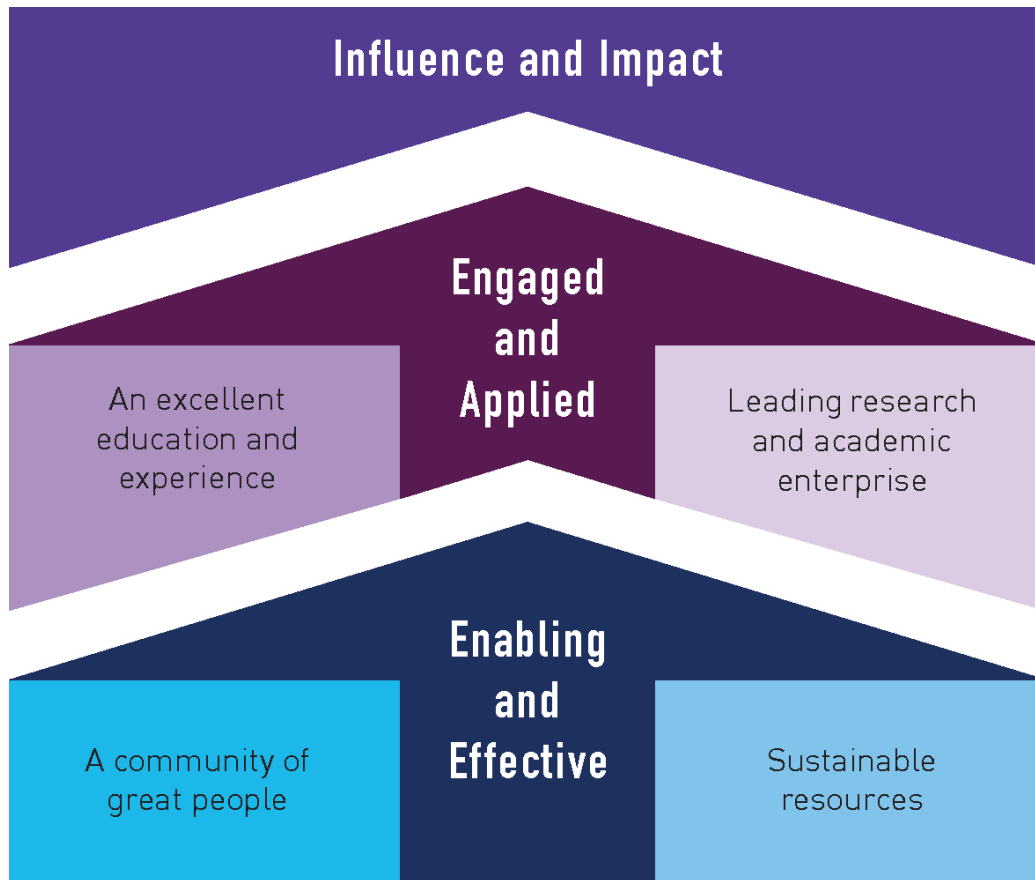 Influence and Impact
Engaged
and
Applied
An excellent
education and
experience
Leading research
and academic
enterprise
Enabling
and
Effective
A community of
great people
Sustainable
resources